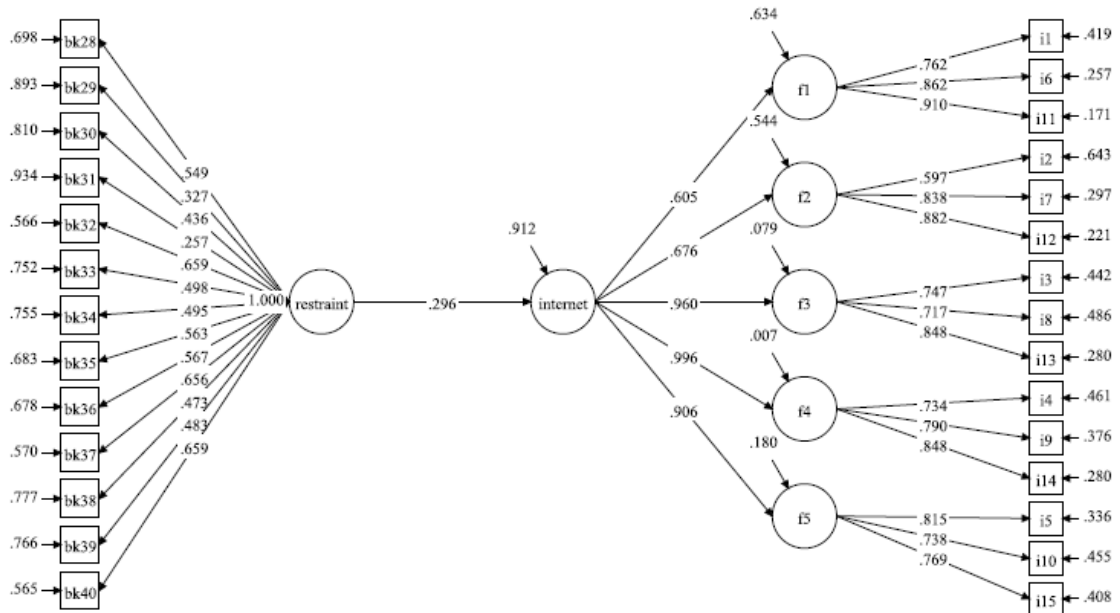 .698 bk28
.893 bk29
.810 bk30
.934 bk31
.566 bk32
.752 bk33
.755 bk34
.683 bk35
.678 bk36
.570 bk37
.777 bk38
.766 bk39
.565 bk40
.549
.327
.436
.257
.659
.498
.495
.563
.567
.656
.473
.483
.659
1.000
restraint
.296
.912
internet
.605
.676
.960
.996
.906
.634
f1
.544
f2
.079
f3
.007
f4
.180
f5
.762
.862
.910
.597
.838
.882
.747
.717
.848
.734
.790
.848
.815
.738
.769
i1 .419
i6 .257
i11 .171
i2 .643
i7 .297
i12 .221
i3 .442
i8 .486
i13 .280
i4 .461
i9 .376
i14 .280
i5 .336
i10 .455
i15 .408